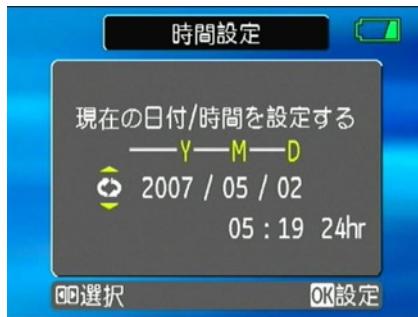 時間設定
現在の日付/時間を設定する
Y M D
2007 / 05 / 02
05 : 19 24hr
選択 OK設定